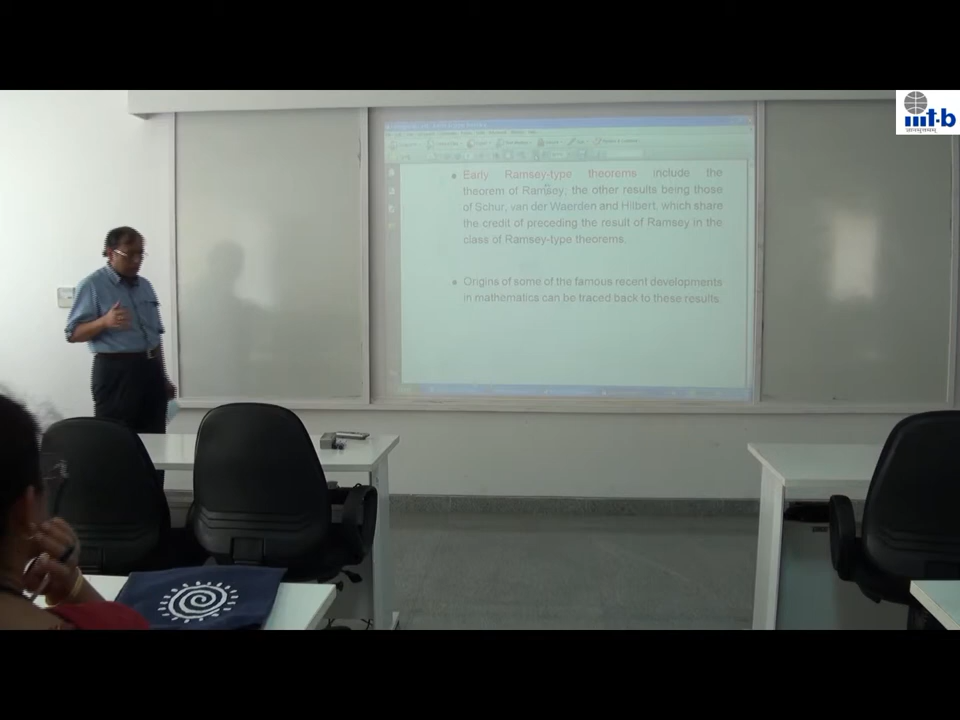 iiit-b
ज्ञानमुत्तमम्
Early Ramsey-type theorems include the
theorem of Ramsey, the other results being those
of Schur, van der Waerden and Hilbert, which share
the credit of preceding the result of Ramsey in the
class of Ramsey-type theorems.
Origins of some of the famous recent developments
in mathematics can be traced back to these results.